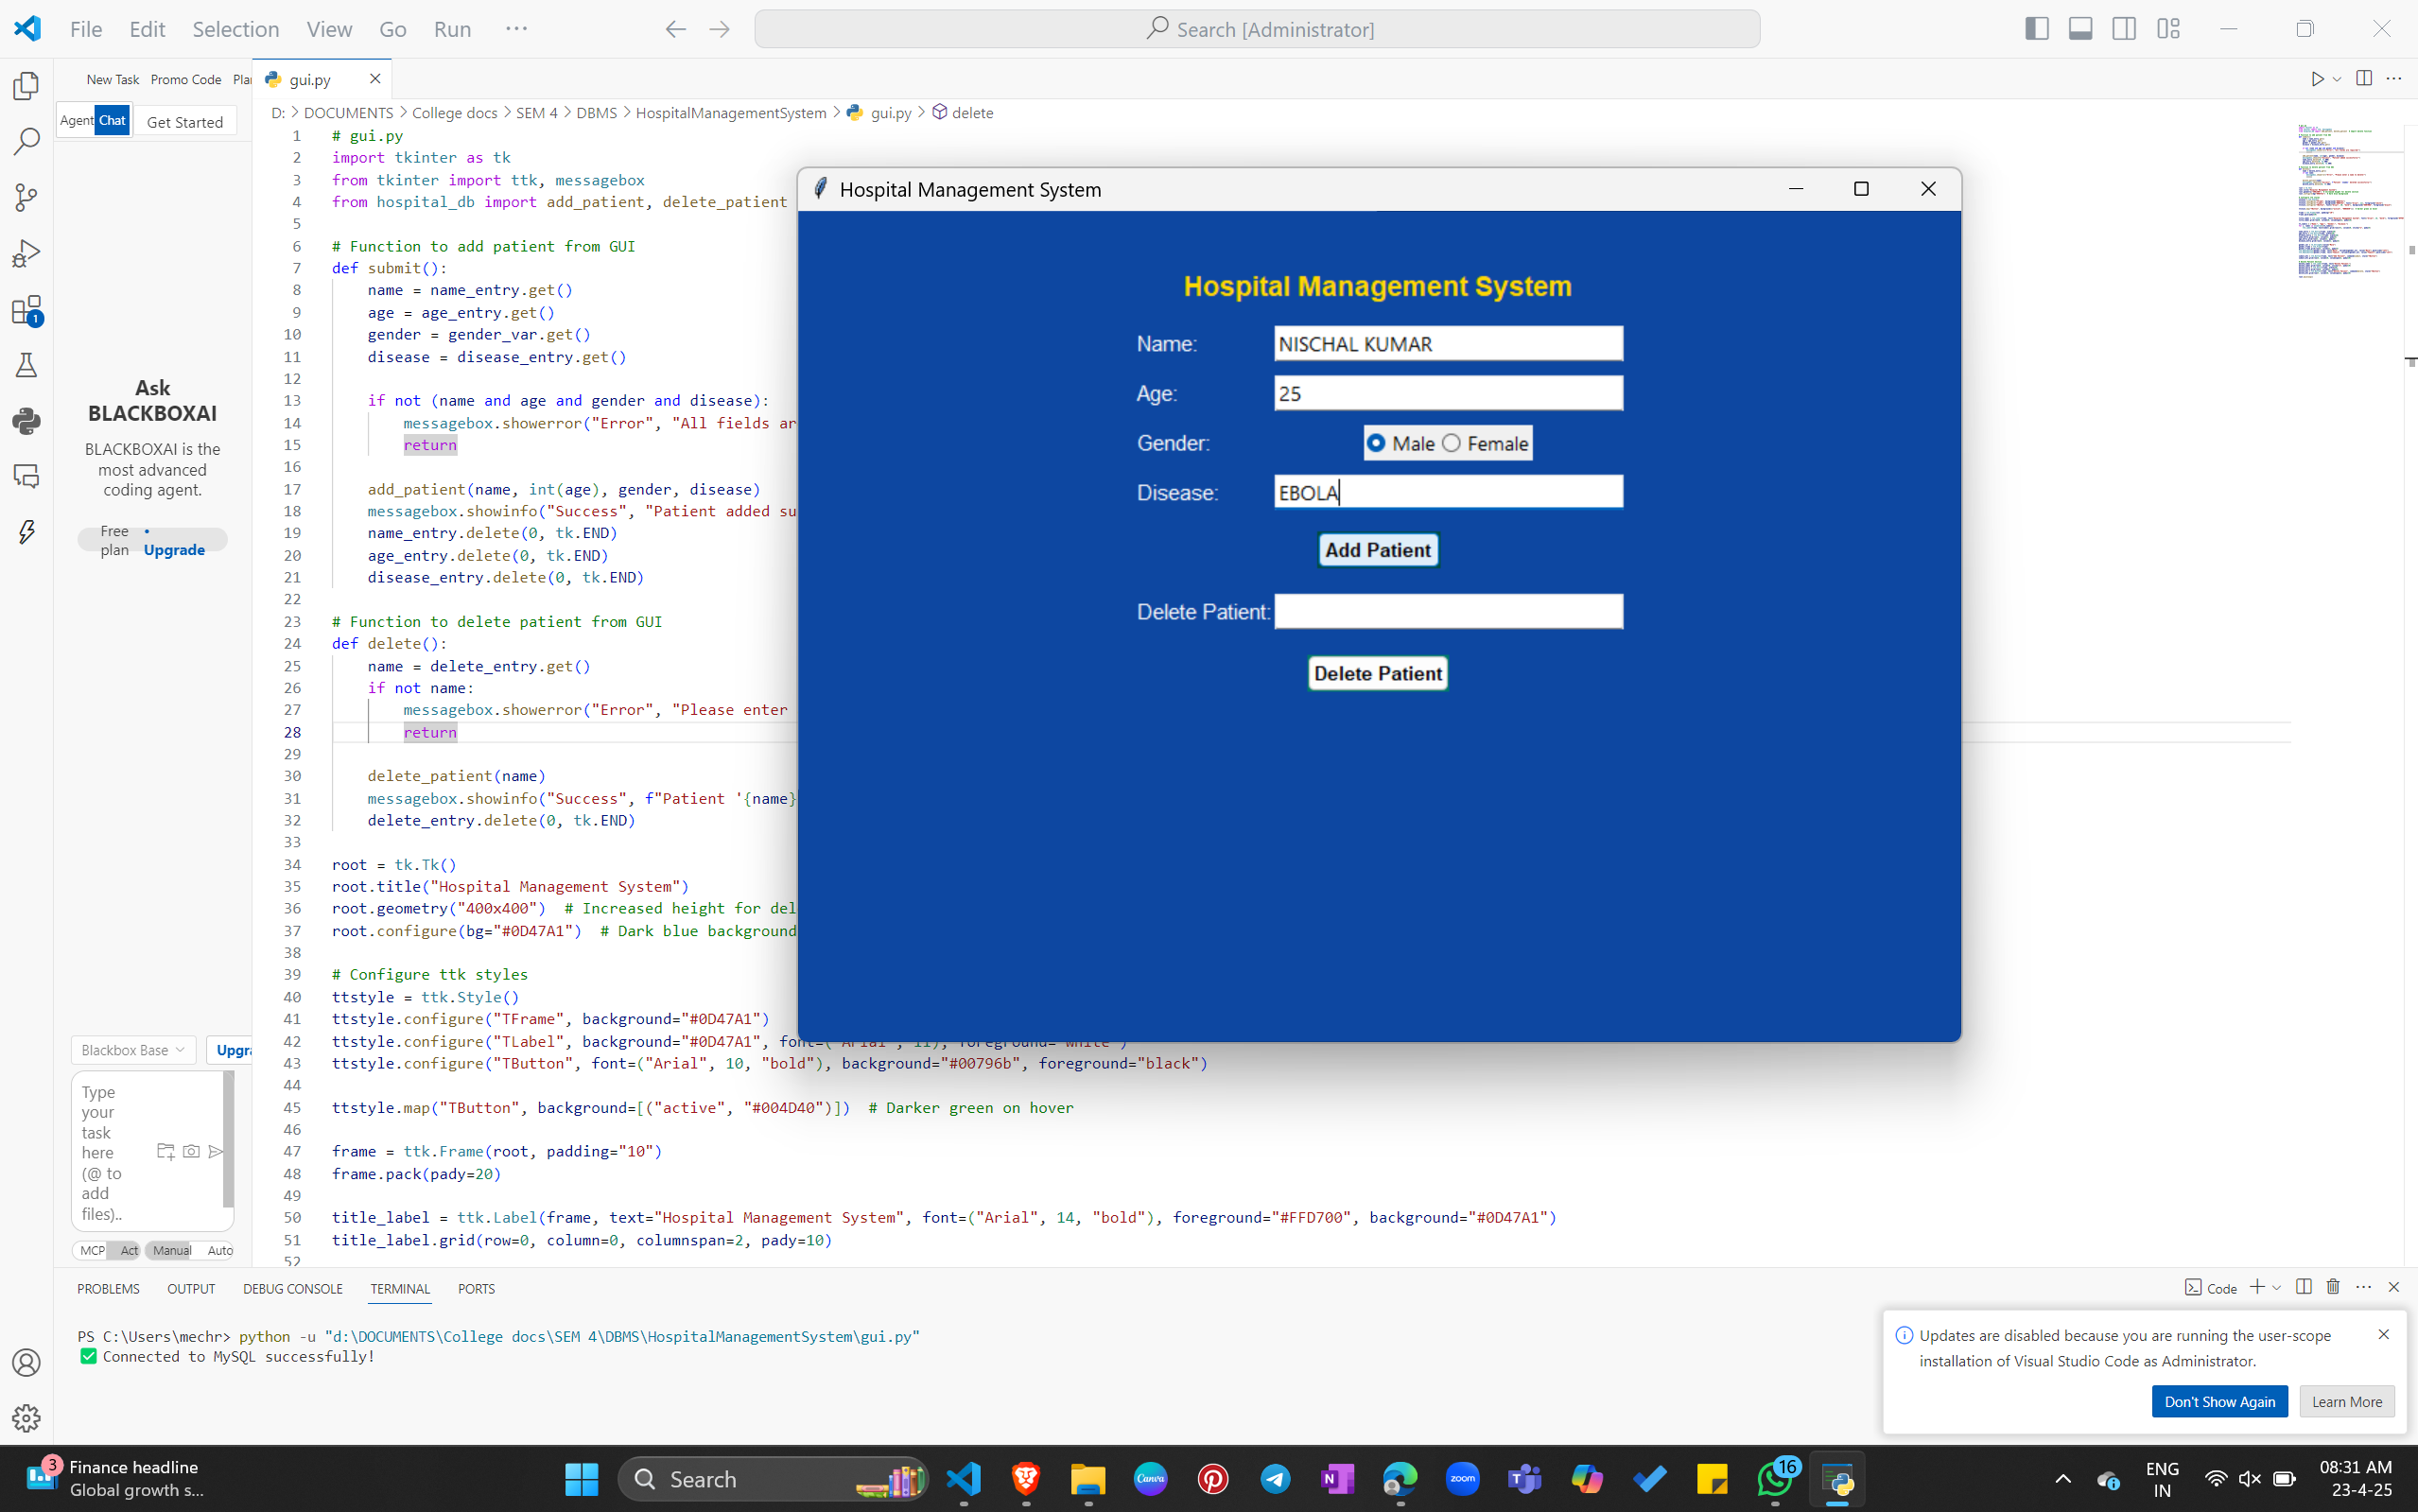 File Edit Selection View Go Run ···
Search [Administrator]
New Task Promo Code
Agent Chat Get Started
Ask
BLACKBOXAI
BLACKBOXAI is the
most advanced
coding agent.
Free plan • Upgrade
Blackbox Base
Type
your
task
here
(@ to
add
files)..
MCP Act Manual Auto
gui.py
D: > DOCUMENTS > College docs > SEM 4 > DBMS > HospitalManagementSystem > gui.py > delete
1 # gui.py
2 import tkinter as tk
3 from tkinter import ttk, messagebox
4 from hospital_db import add_patient, delete_patient
5
6 # Function to add patient from GUI
7 def submit():
8 name = name_entry.get()
9 age = age_entry.get()
10 gender = gender_var.get()
11 disease = disease_entry.get()
12
13 if not (name and age and gender and disease):
14 messagebox.showerror("Error", "All fields ar
15 return
16
17 add_patient(name, int(age), gender, disease)
18 messagebox.showinfo("Success", "Patient added su
19 name_entry.delete(0, tk.END)
20 age_entry.delete(0, tk.END)
21 disease_entry.delete(0, tk.END)
22
23 # Function to delete patient from GUI
24 def delete():
25 name = delete_entry.get()
26 if not name:
27 messagebox.showerror("Error", "Please enter
28 return
29
30 delete_patient(name)
31 messagebox.showinfo("Success", f"Patient '{name}
32 delete_entry.delete(0, tk.END)
33
34 root = tk.Tk()
35 root.title("Hospital Management System")
36 root.geometry("400x400") # Increased height for del
37 root.configure(bg="#0D47A1") # Dark blue background
38
39 # Configure ttk styles
40 ttstyle = ttk.Style()
41 ttstyle.configure("TFrame", background="#0D47A1")
42 ttstyle.configure("TLabel", background="#0D47A1", font=("Arial", 11), foreground="white")
43 ttstyle.configure("TButton", font=("Arial", 10, "bold"), background="#00796b", foreground="black")
44
45 ttstyle.map("TButton", background=[("active", "#004D40")]) # Darker green on hover
46
47 frame = ttk.Frame(root, padding="10")
48 frame.pack(pady=20)
49
50 title_label = ttk.Label(frame, text="Hospital Management System", font=("Arial", 14, "bold"), foreground="#FFD700", background="#0D47A1")
51 title_label.grid(row=0, column=0, columnspan=2, pady=10)
52
Hospital Management System
Hospital Management System
Name: NISCHAL KUMAR
Age: 25
Gender: Male Female
Disease: EBOLA
Add Patient
Delete Patient:
Delete Patient
PROBLEMS OUTPUT DEBUG CONSOLE TERMINAL PORTS
Code
PS C:\Users\mechr> python -u "d:\DOCUMENTS\College docs\SEM 4\DBMS\HospitalManagementSystem\gui.py"
✅ Connected to MySQL successfully!
Updates are disabled because you are running the user-scope
installation of Visual Studio Code as Administrator.
Don't Show Again Learn More
1
3
Finance headline
Global growth s...
Search
Canva
zoom
16
ENG
IN
08:31 AM
23-4-25